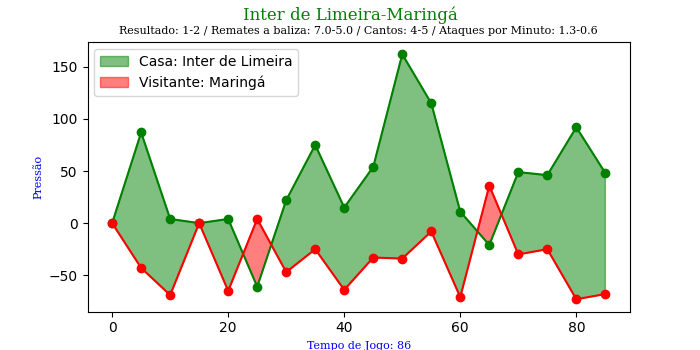 Inter de Limeira-Maringá
Resultado: 1-2 / Remates a baliza: 7.0-5.0 / Cantos: 4-5 / Ataques por Minuto: 1.3-0.6
Casa: Inter de Limeira
Visitante: Maringá
150
100
50
0
−50
Pressão
0 20 40 60 80
Tempo de Jogo: 86